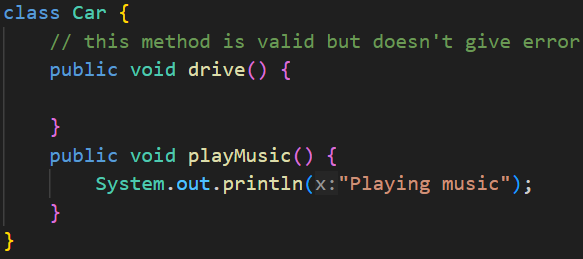 class Car {
// this method is valid but doesn't give error
public void drive() {
}
public void playMusic() {
System.out.println(x:"Playing music");
}
}